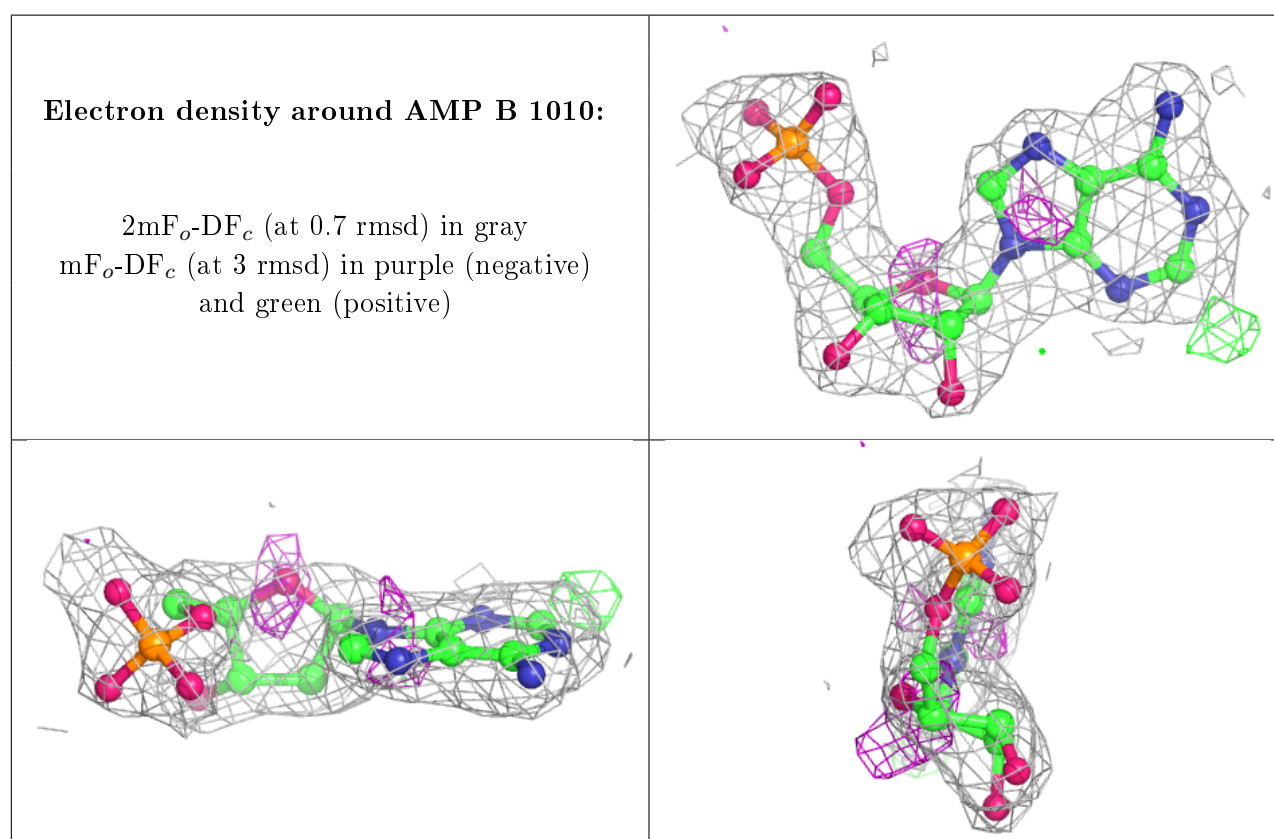 Electron density around AMP B 1010:
2mFₒ-DF𝒸 (at 0.7 rmsd) in gray
mFₒ-DF𝒸 (at 3 rmsd) in purple (negative)
and green (positive)